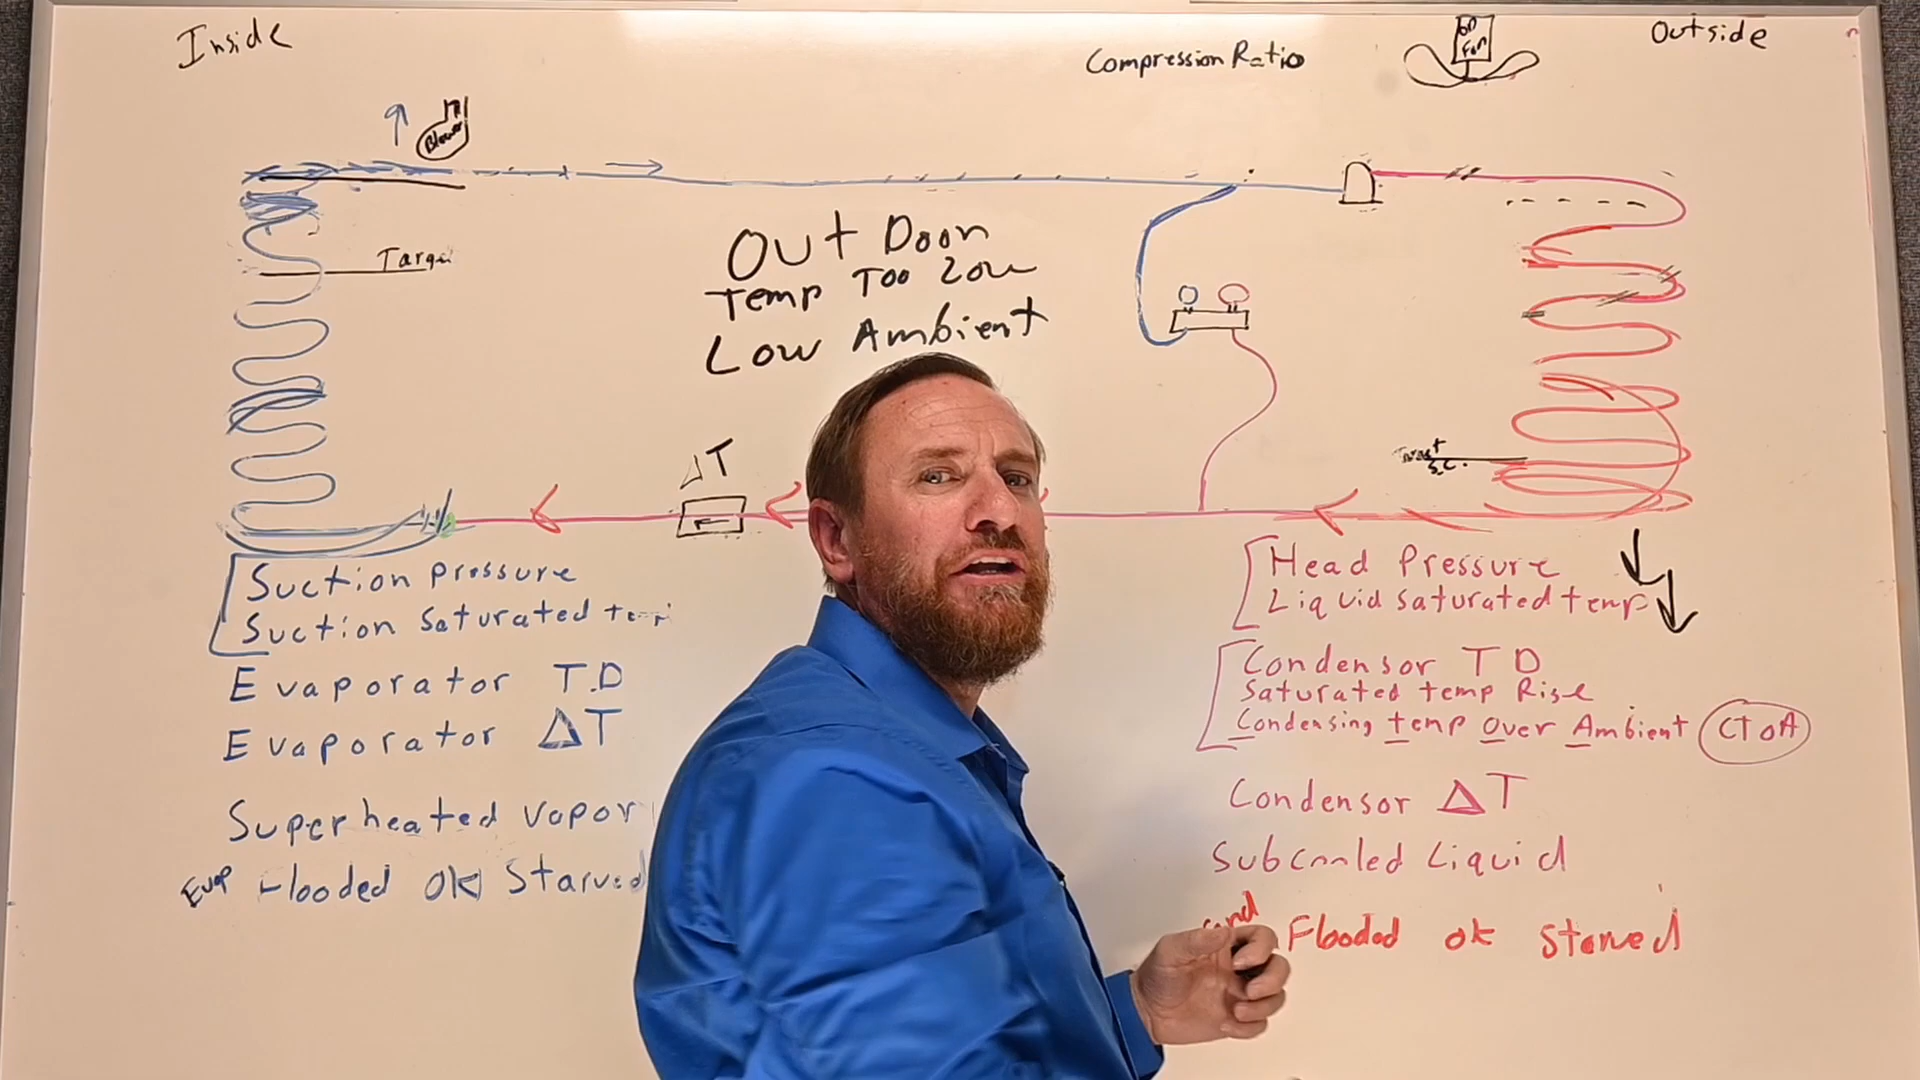 Inside
Compression Ratio
OD
Fan
Outside
Blower
Target
Out Door
Temp Too Low
Low Ambient
ΔT
Suction Pressure
Suction Saturated temp
Evaporator T.D
Evaporator ΔT
Superheated vapor
Evap Flooded OK Starved
S.C.
Head Pressure
Liquid Saturated temp
Condensor TD
Saturated temp Rise
Condensing temp Over Ambient CTOA
Condensor ΔT
Subcooled Liquid
Cond Flooded ok Starved